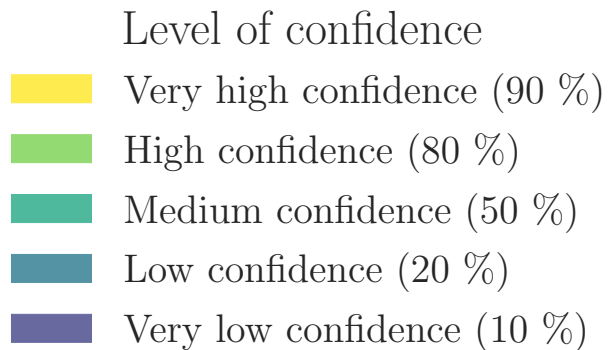 Level of confidence
Very high confidence (90 %)
High confidence (80 %)
Medium confidence (50 %)
Low confidence (20 %)
Very low confidence (10 %)